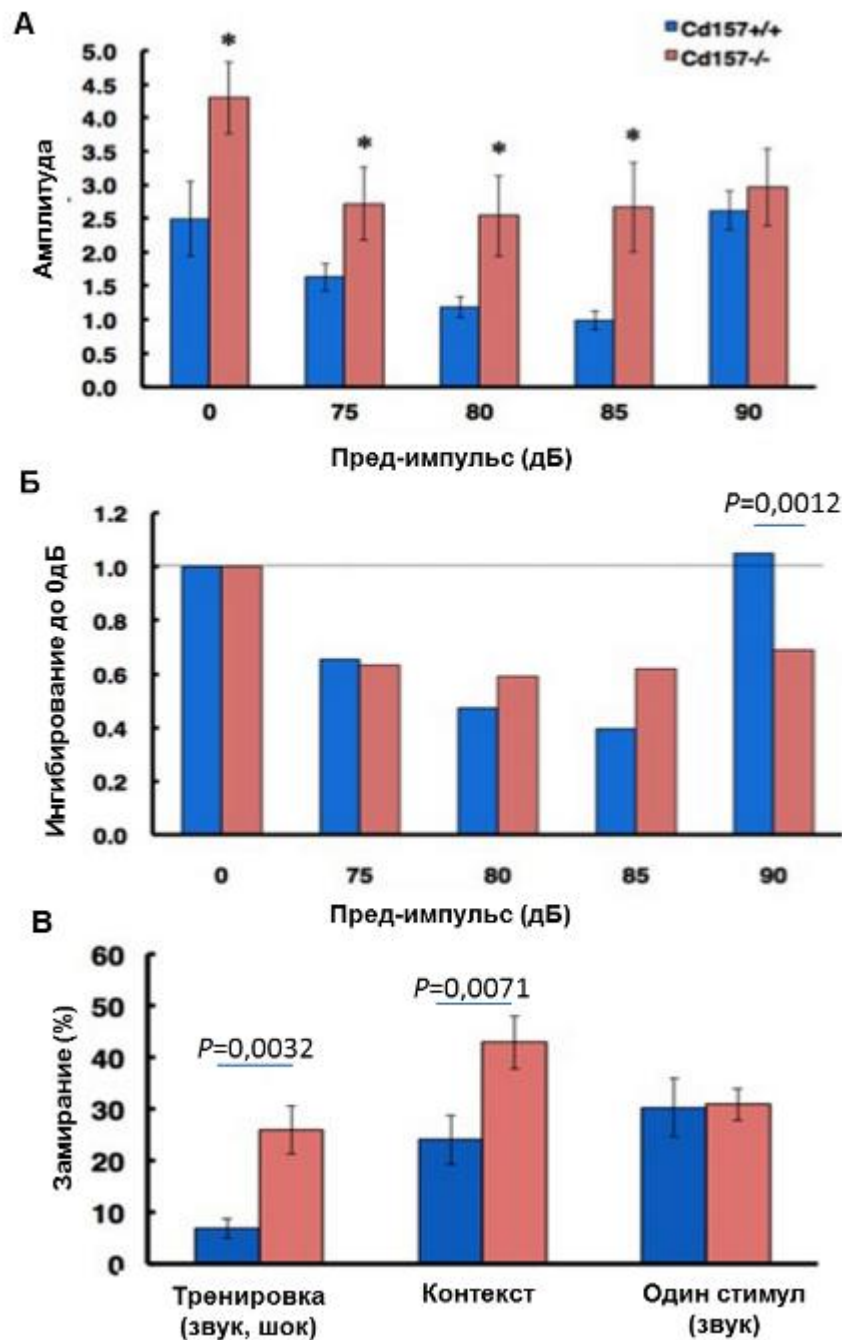 А
Cd157+/+
Cd157-/-
Амплитуда
5.0
4.5
4.0
3.5
3.0
2.5
2.0
1.5
1.0
0.5
0.0
*
*
*
*
0 75 80 85 90
Пред-импульс (дБ)
Б
Ингибирование до 0дБ
1.2
1.0
0.8
0.6
0.4
0.2
0.0
P=0,0012
0 75 80 85 90
Пред-импульс (дБ)
В
Замирание (%)
60
50
40
30
20
10
0
P=0,0032
P=0,0071
Тренировка
(звук, шок)
Контекст
Один стимул
(звук)